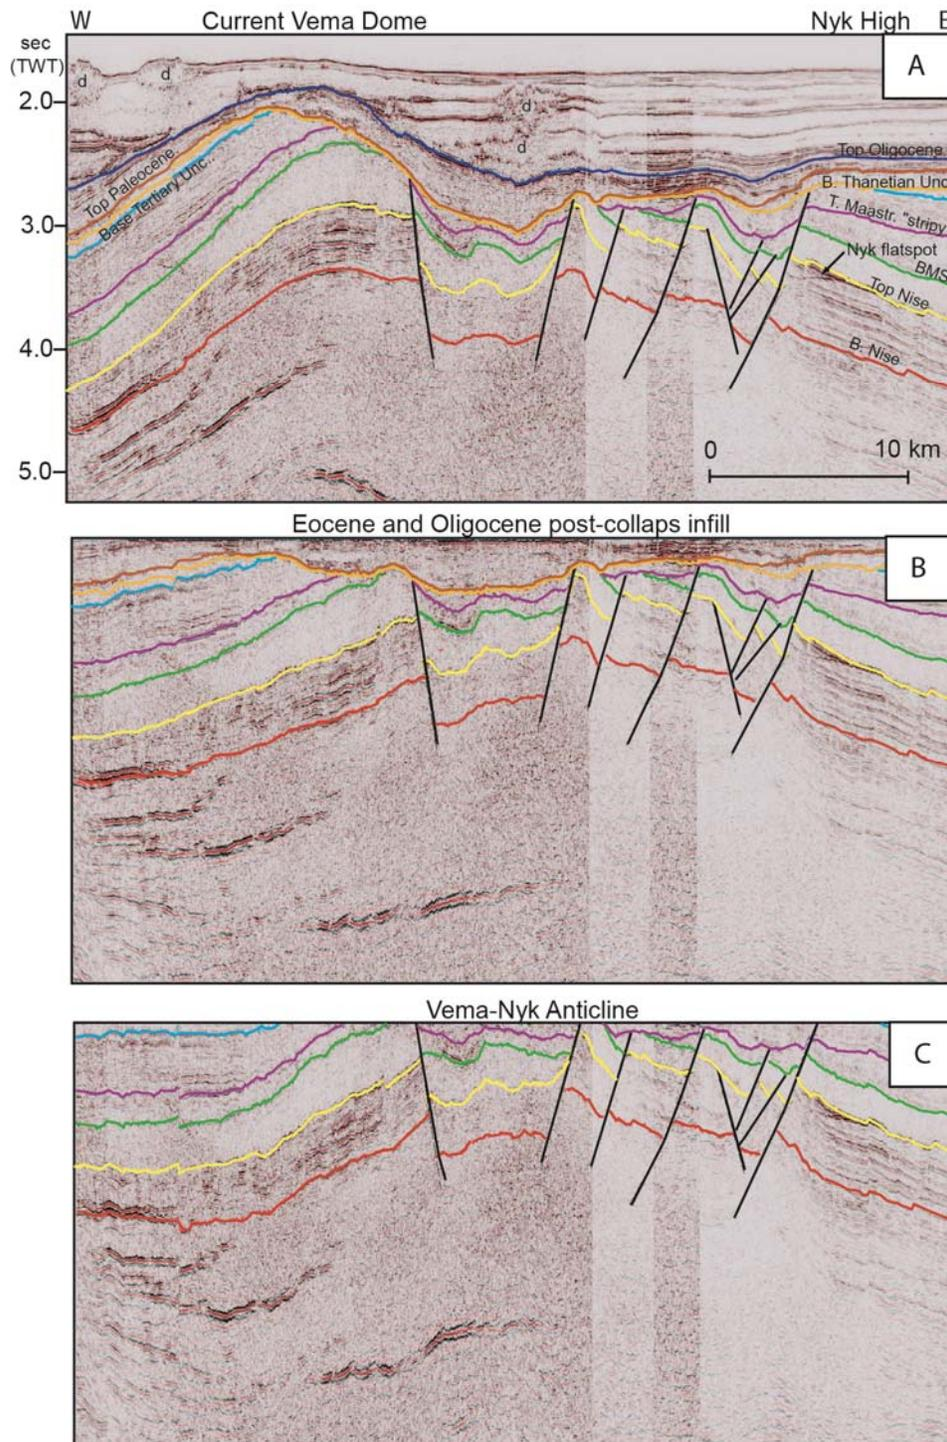 W Current Vema Dome Nyk High E
sec
(TWT)
A
d
d
2.0
d
d
Top Oligocene
Top Paleocene
B. Thanetian Unc
Base Tertiary Unc..
T. Maastr. "stripy
3.0
Nyk flatspot
BMS
Top Nise
4.0
B. Nise
0 10 km
5.0
Eocene and Oligocene post-collaps infill
B
Vema-Nyk Anticline
C